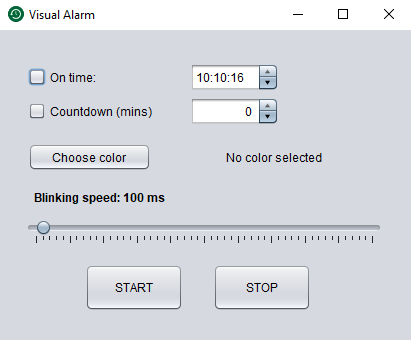 Visual Alarm
On time: 10:10:16
Countdown (mins) 0
Choose color No color selected
Blinking speed: 100 ms
START STOP